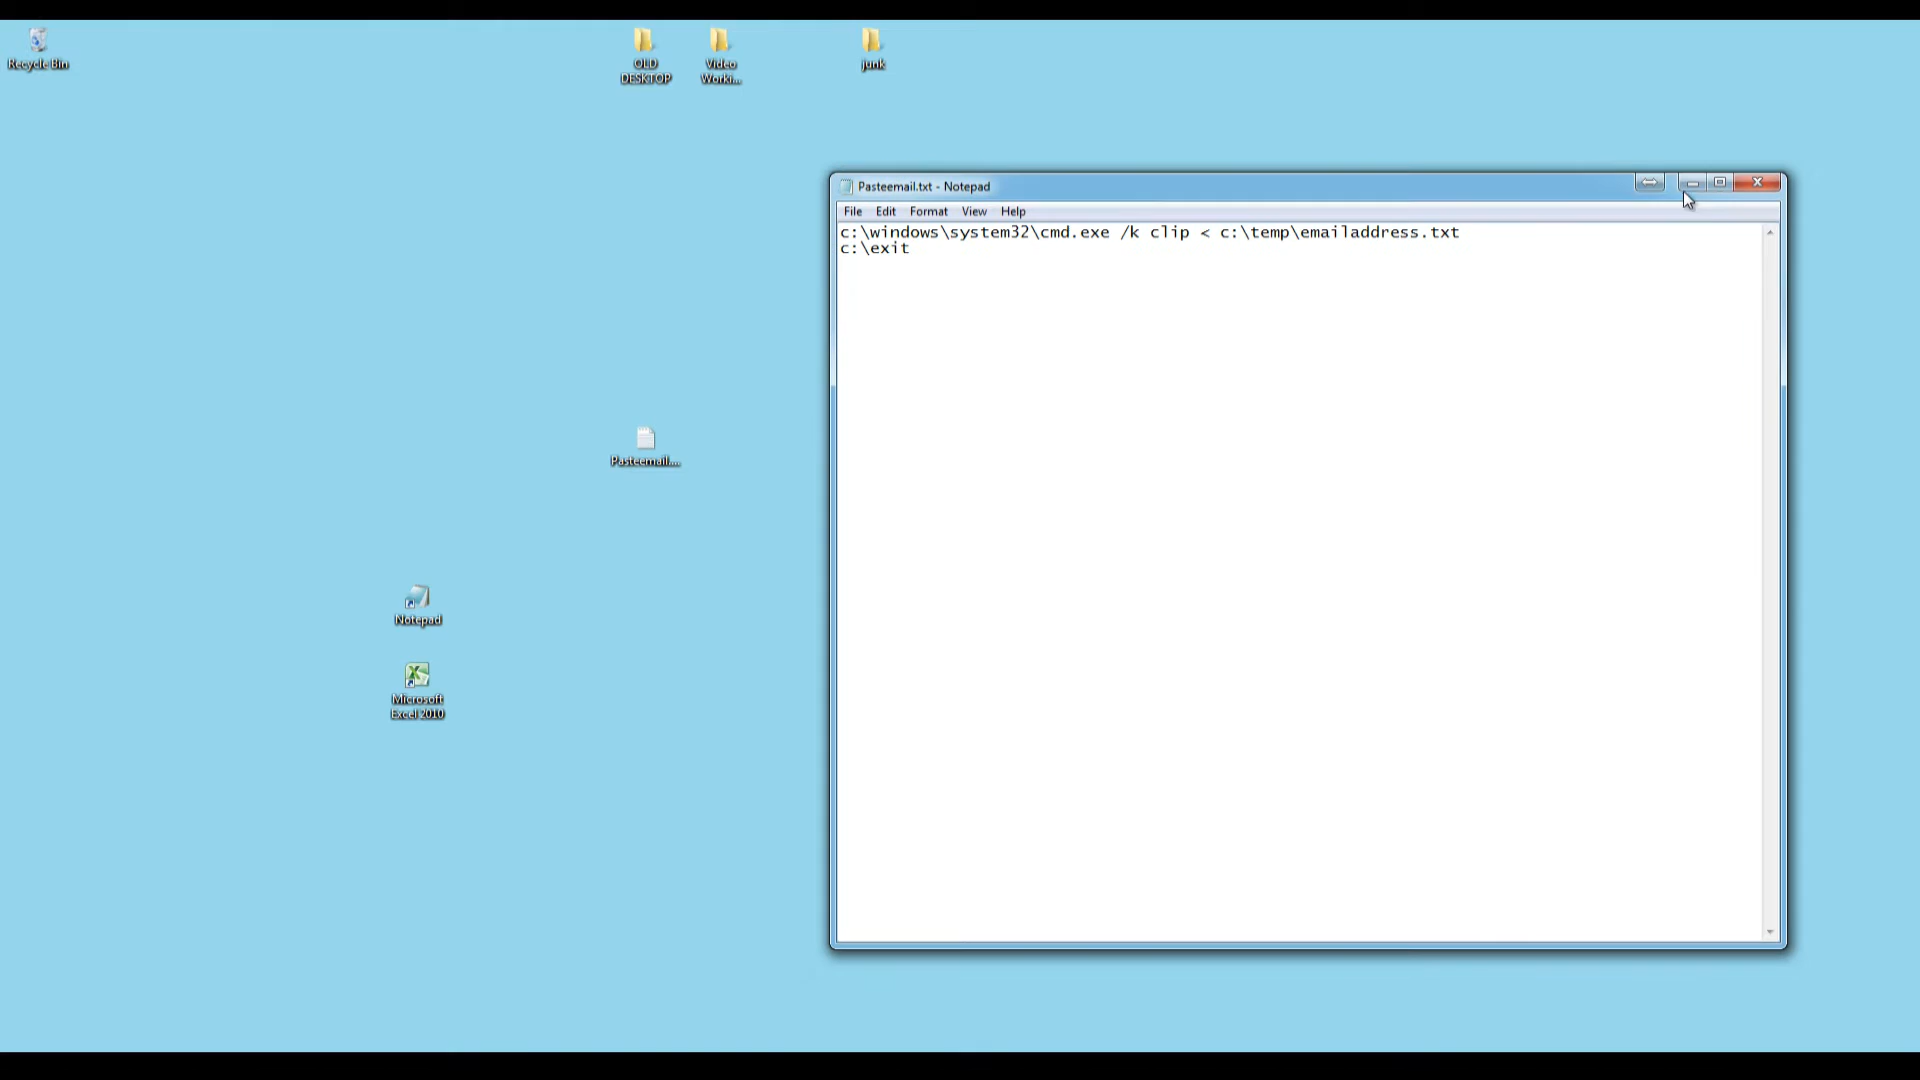 Recycle Bin
OLD
DESKTOP
Video
Worki...
junk
Pasteemail.txt - Notepad
File Edit Format View Help
c:\windows\system32\cmd.exe /k clip < c:\temp\emailaddress.txt
c:\exit
Pasteemail....
Notepad
Microsoft
Excel 2010